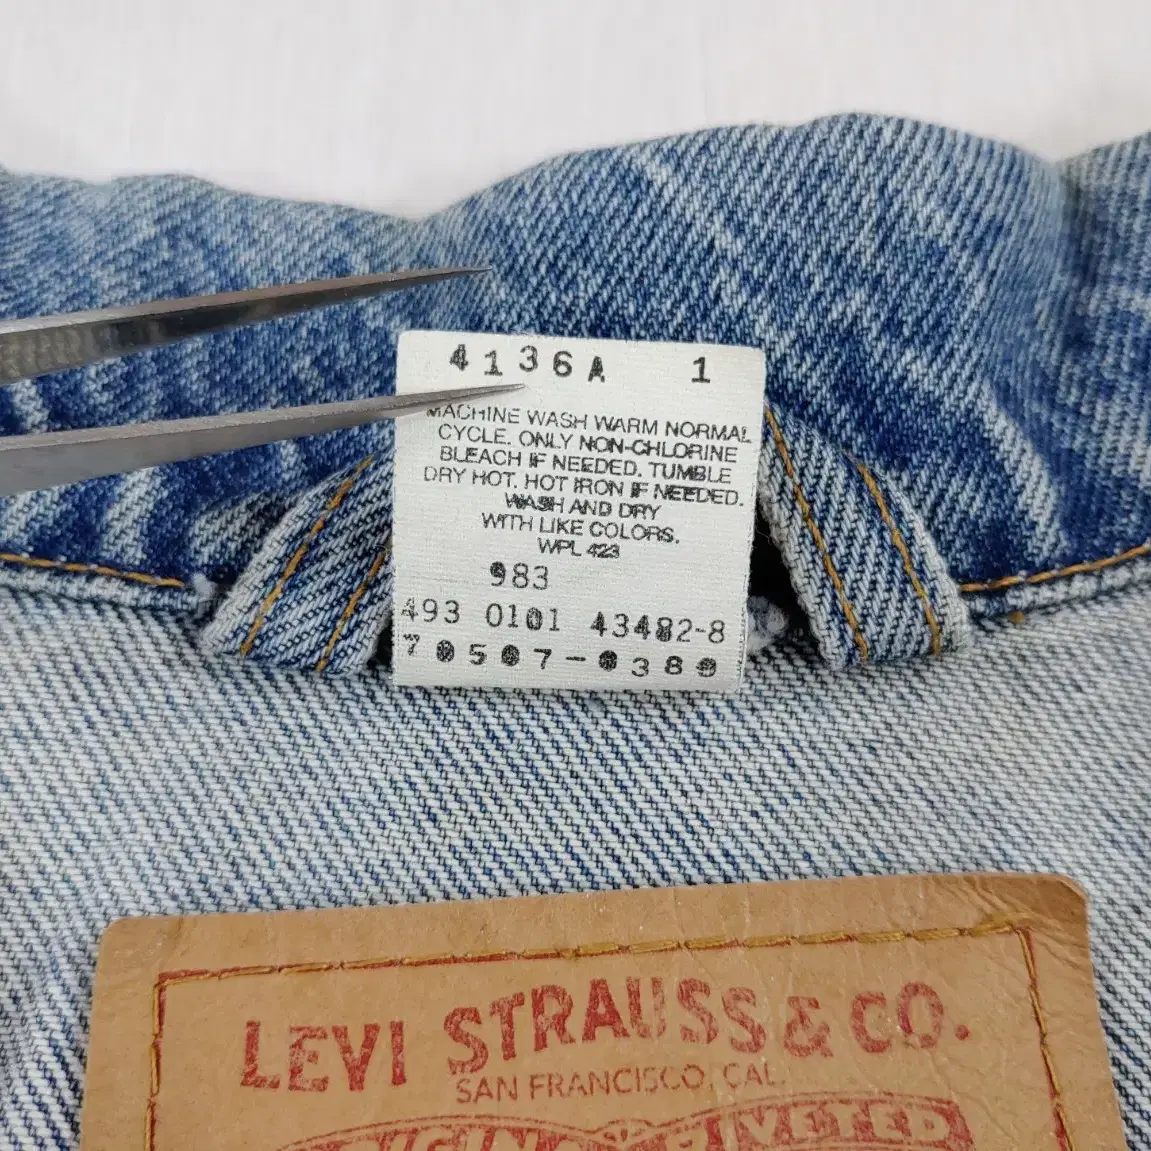 4136A 1
MACHINE WASH WARM NORMAL
CYCLE. ONLY NON-CHLORINE
BLEACH IF NEEDED. TUMBLE
DRY HOT. HOT IRON IF NEEDED.
WASH AND DRY
WITH LIKE COLORS.
WPL 423
983
493 0101 43482-8
70507-0389
LEVI STRAUSS & CO.
SAN FRANCISCO, CAL.